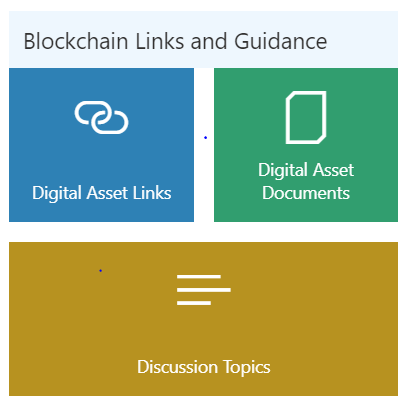 Blockchain Links and Guidance
Digital Asset Links
Digital Asset
Documents
Discussion Topics